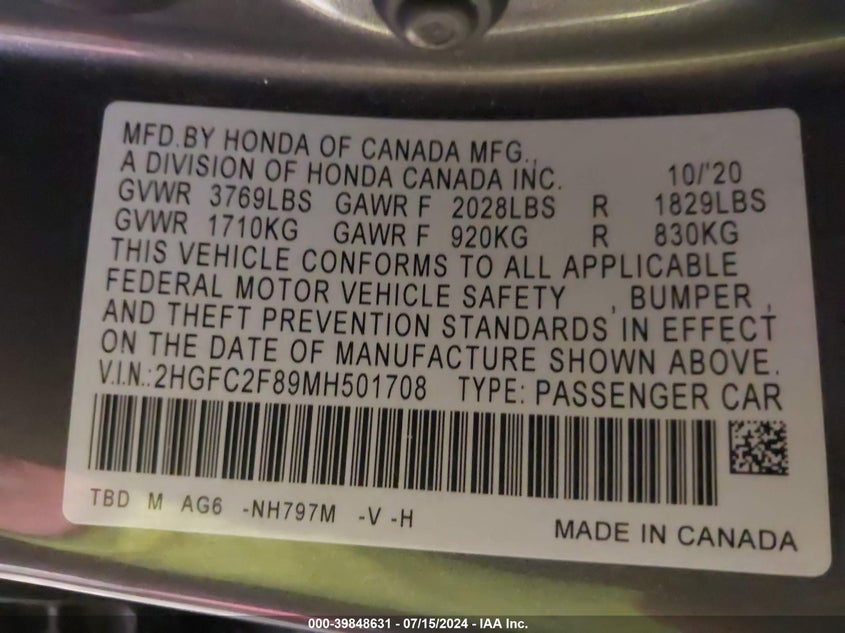 MFD.BY HONDA OF CANADA MFG.,
A DIVISION OF HONDA CANADA INC. 10/'20
GVWR 3769LBS GAWR F 2028LBS R 1829LBS
GVWR 1710KG GAWR F 920KG R 830KG
THIS VEHICLE CONFORMS TO ALL APPLICABLE
FEDERAL MOTOR VEHICLE SAFETY , BUMPER ,
AND THEFT PREVENTION STANDARDS IN EFFECT
ON THE DATE OF MANUFACTURE SHOWN ABOVE.
V.I.N.:2HGFC2F89MH501708 TYPE: PASSENGER CAR
TBD M AG6 -NH797M -V -H
MADE IN CANADA
000-39848631 - 07/15/2024 - IAA Inc.